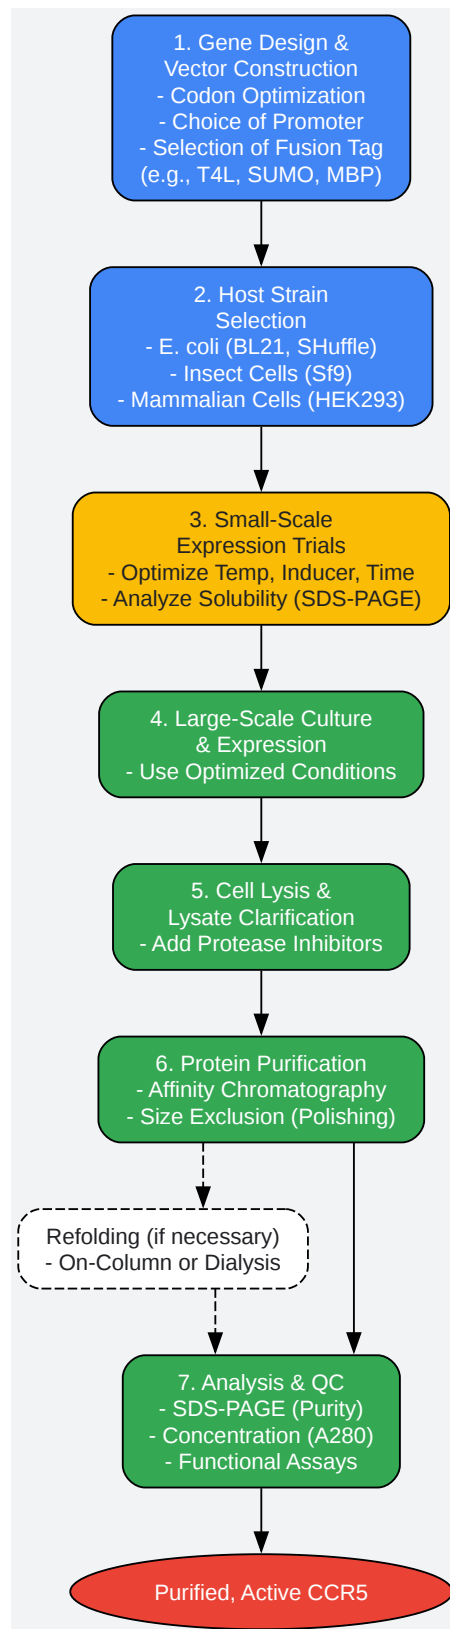 1. Gene Design &
Vector Construction
- Codon Optimization
- Choice of Promoter
- Selection of Fusion Tag
(e.g., T4L, SUMO, MBP)
2. Host Strain
Selection
- E. coli (BL21, SHuffle)
- Insect Cells (Sf9)
- Mammalian Cells (HEK293)
3. Small-Scale
Expression Trials
- Optimize Temp, Inducer, Time
- Analyze Solubility (SDS-PAGE)
4. Large-Scale Culture
& Expression
- Use Optimized Conditions
5. Cell Lysis &
Lysate Clarification
- Add Protease Inhibitors
6. Protein Purification
- Affinity Chromatography
- Size Exclusion (Polishing)
Refolding (if necessary)
- On-Column or Dialysis
7. Analysis & QC
- SDS-PAGE (Purity)
- Concentration (A280)
- Functional Assays
Purified, Active CCR5